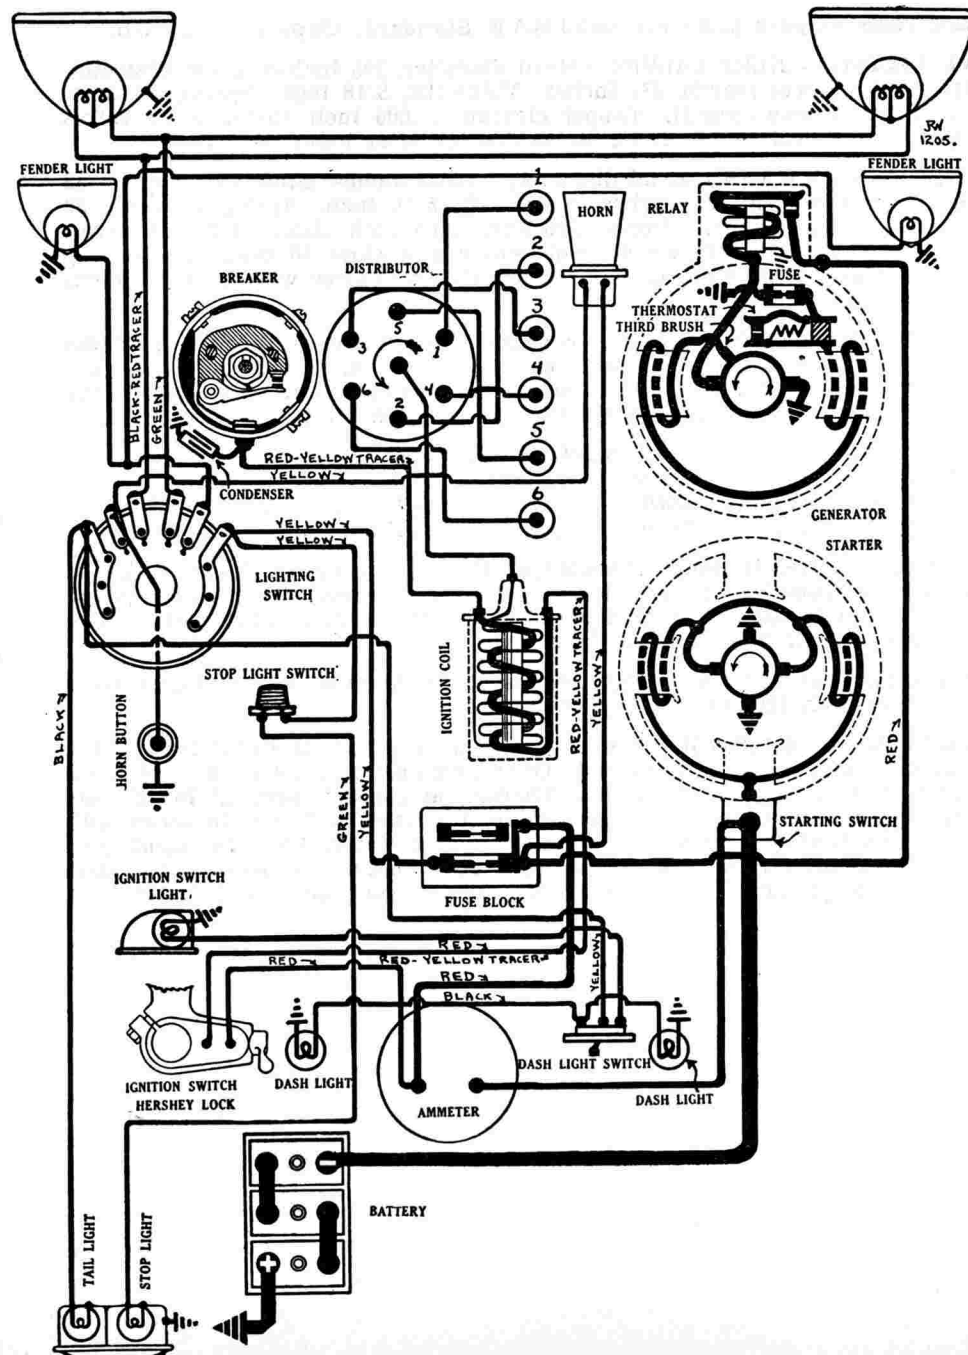 JRW
1205.
FENDER LIGHT
FENDER LIGHT
1
HORN
RELAY
2
BREAKER
DISTRIBUTOR
FUSE
3
THERMOSTAT
THIRD BRUSH
5
3
1
4
6
4
2
BLACK-RED TRACER
GREEN
5
RED-YELLOW TRACER
YELLOW
CONDENSER
6
GENERATOR
STARTER
YELLOW
YELLOW
LIGHTING
SWITCH
STOP LIGHT SWITCH
IGNITION COIL
RED-YELLOW TRACER
YELLOW
BLACK
HORN BUTTON
RED
GREEN
YELLOW
STARTING SWITCH
IGNITION SWITCH
LIGHT
FUSE BLOCK
RED
RED
RED-YELLOW TRACER
RED
YELLOW
BLACK
DASH LIGHT SWITCH
IGNITION SWITCH
HERSHEY LOCK
DASH LIGHT
AMMETER
DASH LIGHT
BATTERY
TAIL LIGHT
STOP LIGHT